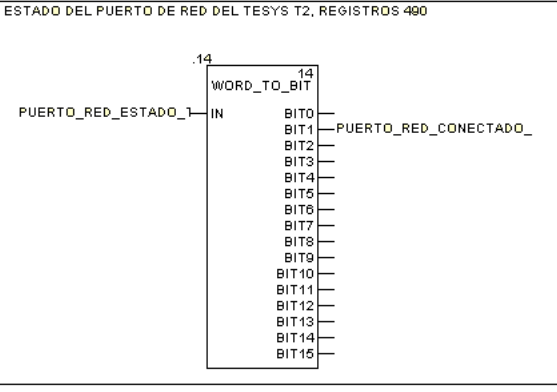 ESTADO DEL PUERTO DE RED DEL TESYS T2, REGISTROS 490
.14
14
WORD_TO_BIT
PUERTO_RED_ESTADO_T IN BIT0
BIT1 PUERTO_RED_CONECTADO_
BIT2
BIT3
BIT4
BIT5
BIT6
BIT7
BIT8
BIT9
BIT10
BIT11
BIT12
BIT13
BIT14
BIT15